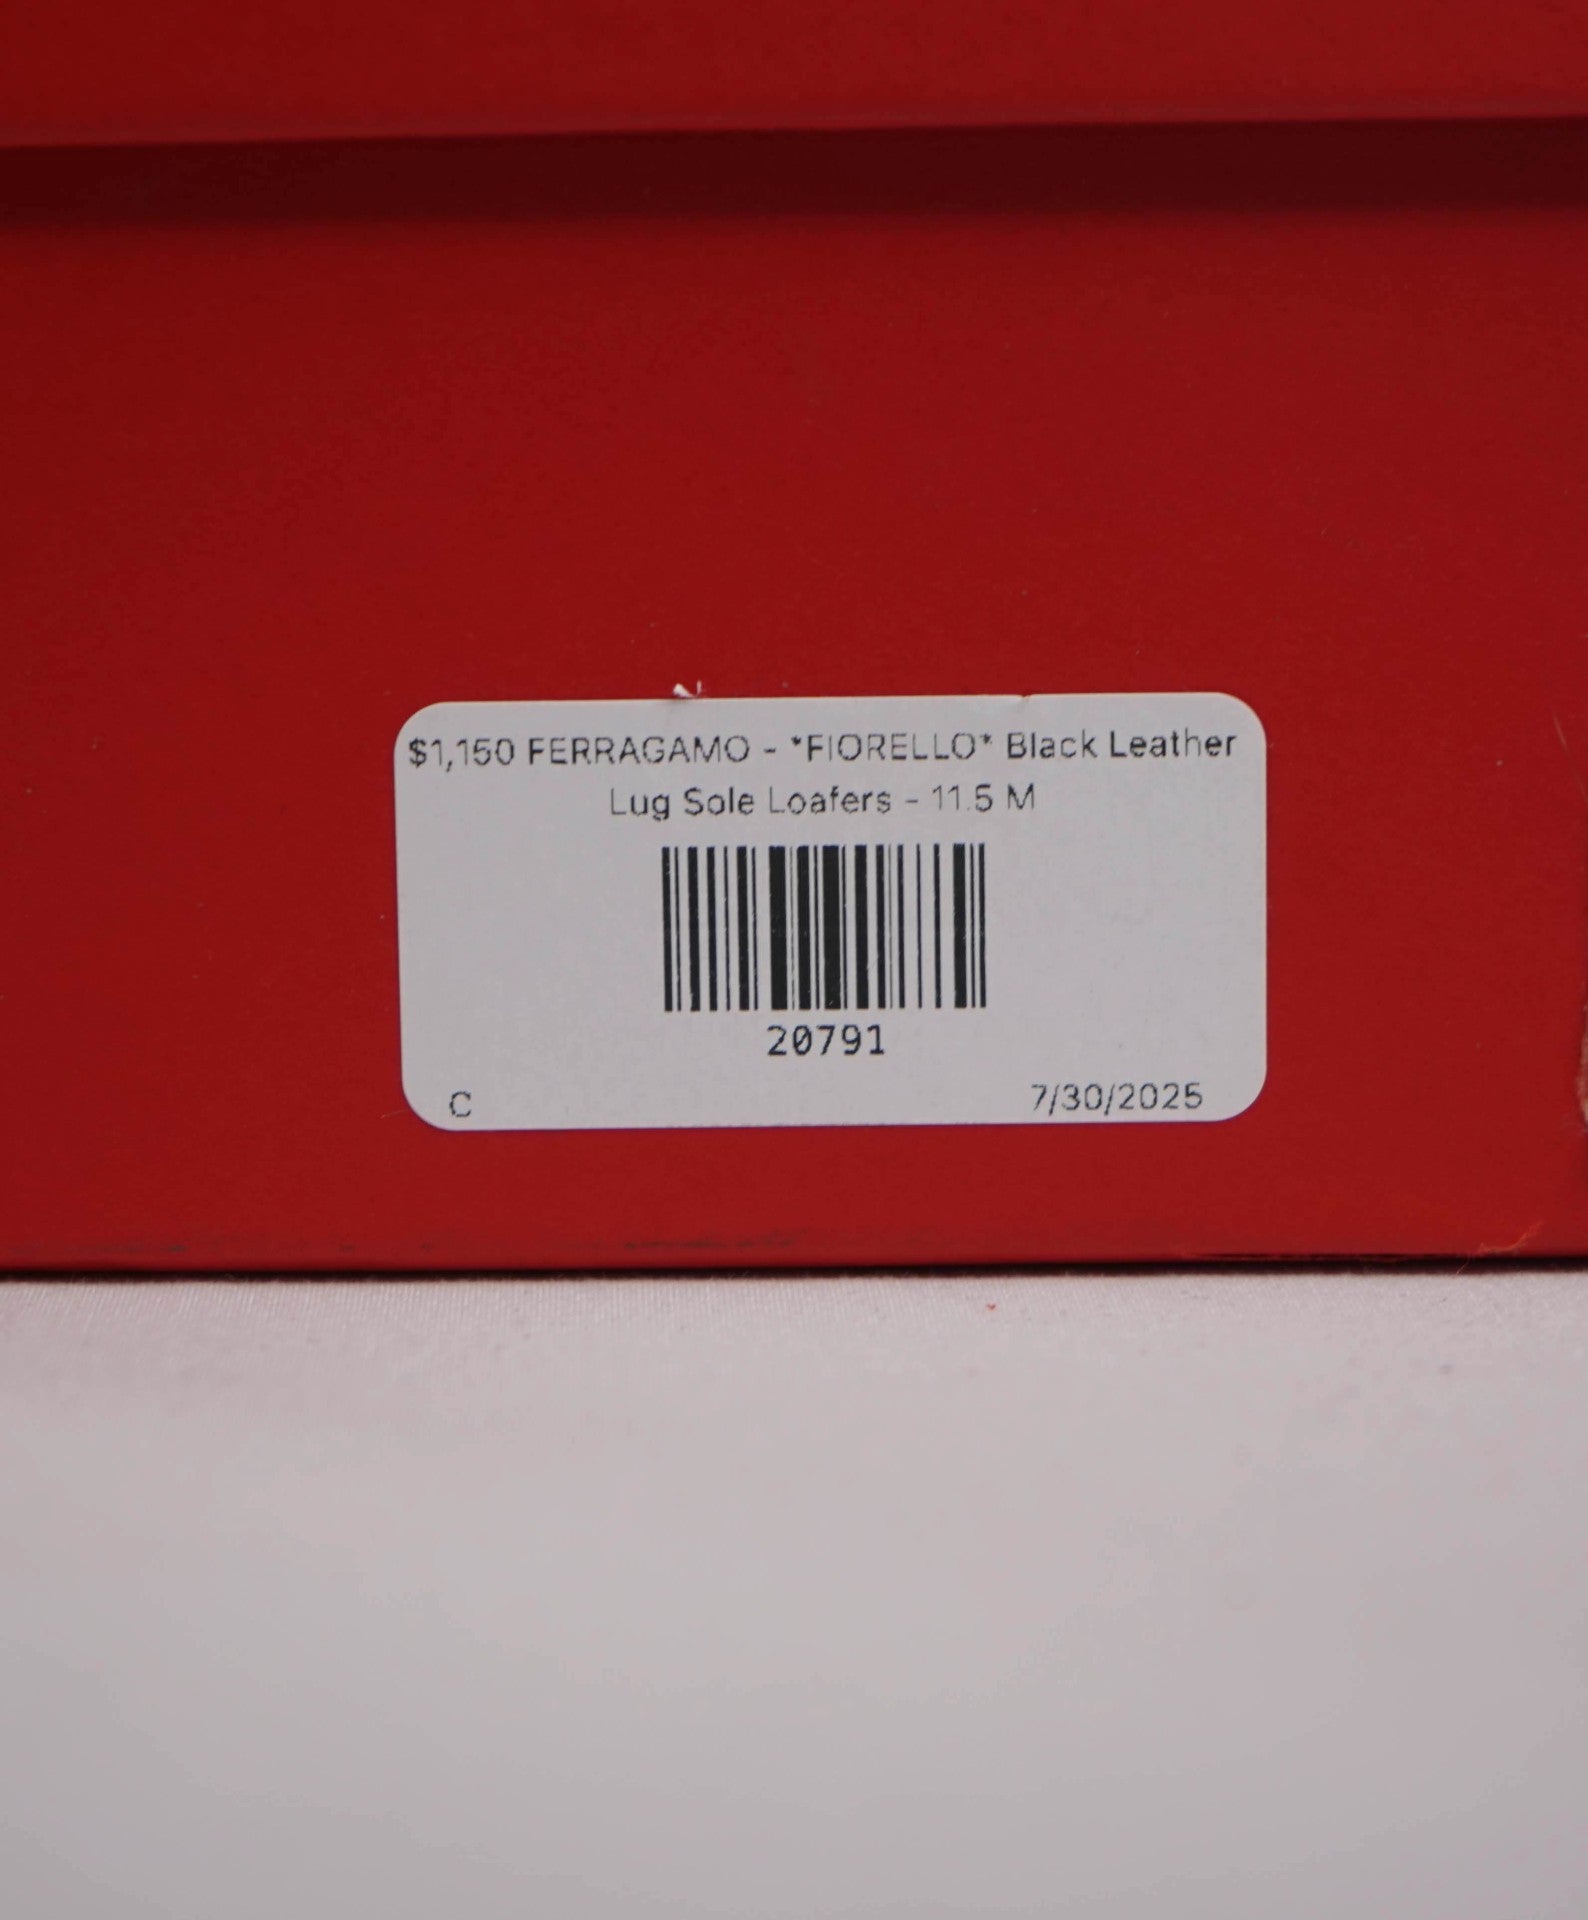 $1,150 FERRAGAMO - *FIORELLO* Black Leather
Lug Sole Loafers - 11.5 M
20791
C 7/30/2025